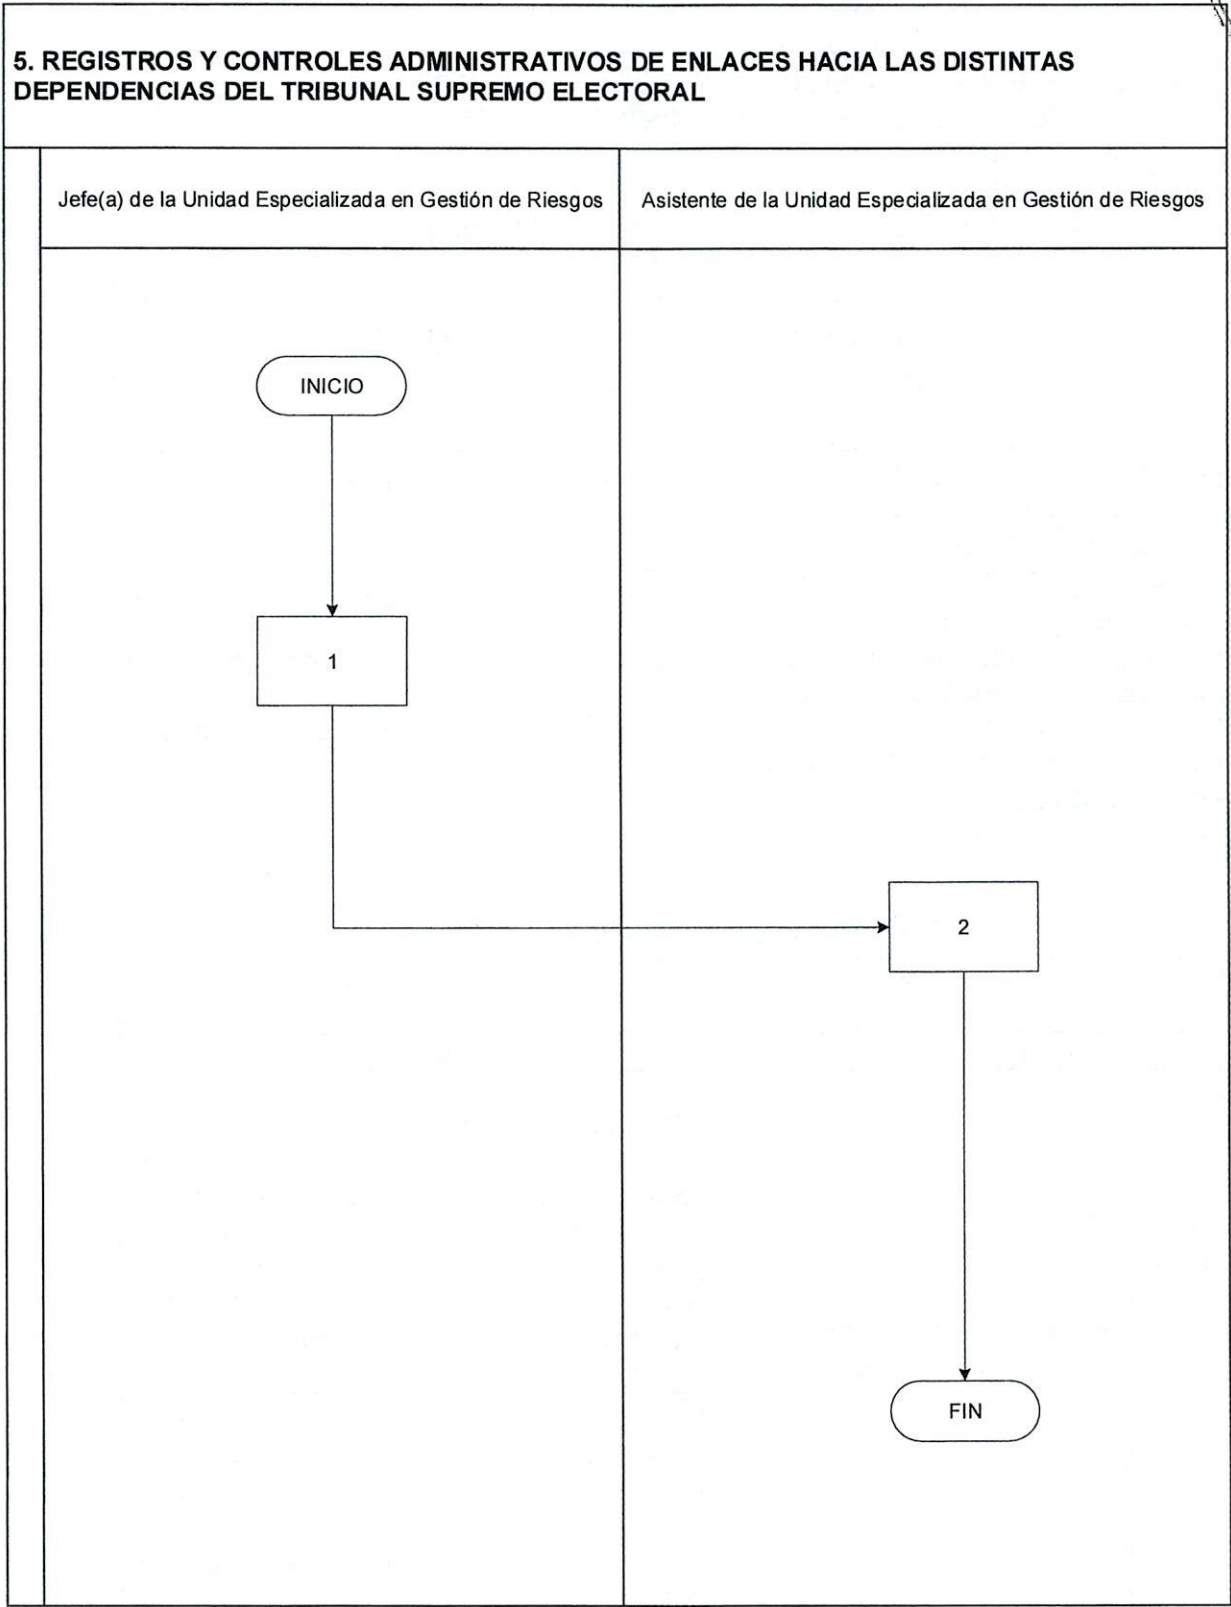 5. REGISTROS Y CONTROLES ADMINISTRATIVOS DE ENLACES HACIA LAS DISTINTAS
DEPENDENCIAS DEL TRIBUNAL SUPREMO ELECTORAL
Jefe(a) de la Unidad Especializada en Gestión de Riesgos
Asistente de la Unidad Especializada en Gestión de Riesgos
INICIO
1
2
FIN